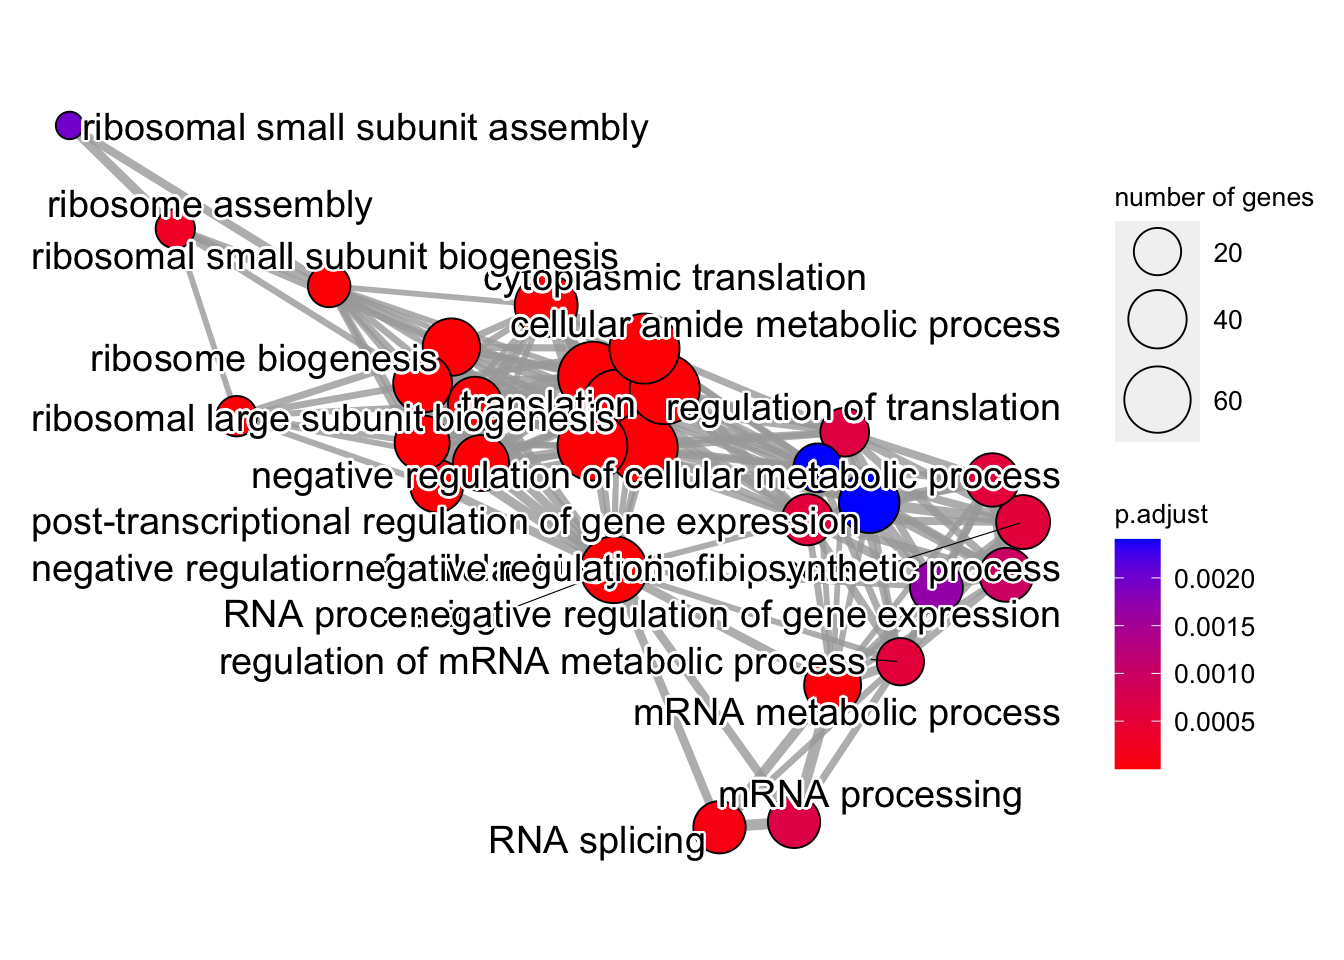 ribosomal small subunit assembly
ribosome assembly
ribosomal small subunit biogenesis
cytoplasmic translation
cellular amide metabolic process
ribosome biogenesis
translation
regulation of translation
ribosomal large subunit biogenesis
negative regulation of cellular metabolic process
post-transcriptional regulation of gene expression
negative regulation
negative regulation of biosynthetic process
RNA processing
negative regulation of gene expression
regulation of mRNA metabolic process
mRNA metabolic process
mRNA processing
RNA splicing
number of genes
20
40
60
p.adjust
0.0020
0.0015
0.0010
0.0005